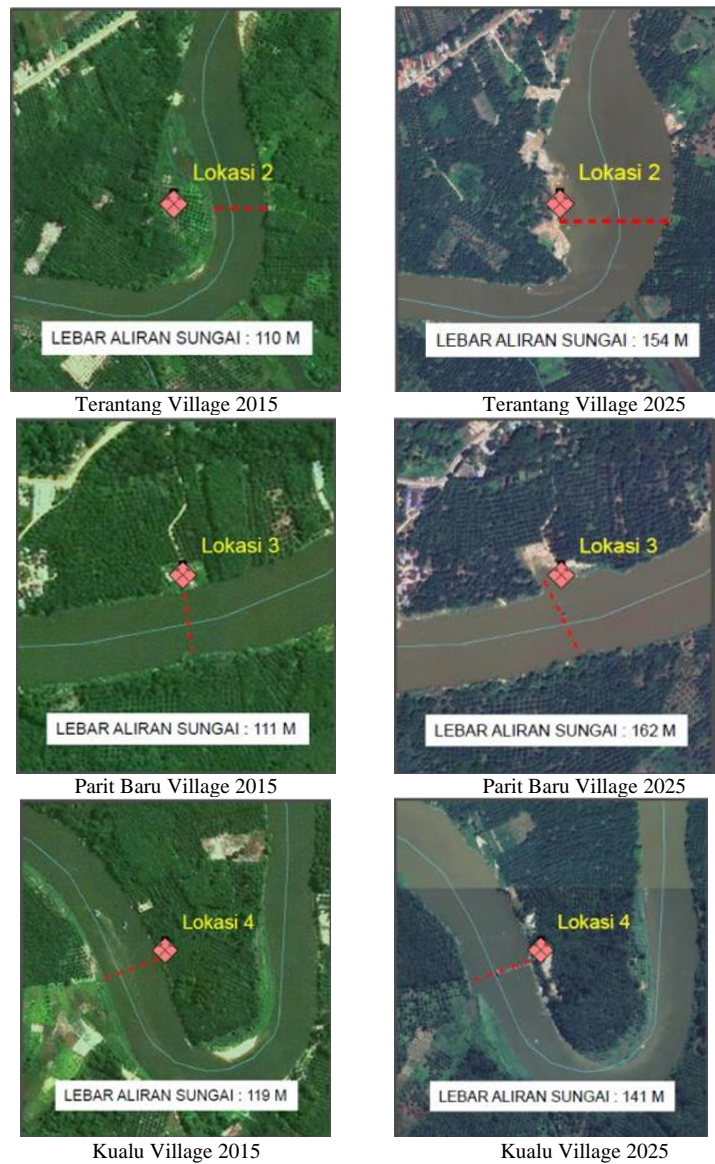 Lokasi 2
LEBAR ALIRAN SUNGAI : 110 M
Terantang Village 2015
Lokasi 2
LEBAR ALIRAN SUNGAI : 154 M
Terantang Village 2025
Lokasi 3
LEBAR ALIRAN SUNGAI : 111 M
Parit Baru Village 2015
Lokasi 3
LEBAR ALIRAN SUNGAI : 162 M
Parit Baru Village 2025
Lokasi 4
LEBAR ALIRAN SUNGAI : 119 M
Kualu Village 2015
Lokasi 4
LEBAR ALIRAN SUNGAI : 141 M
Kualu Village 2025